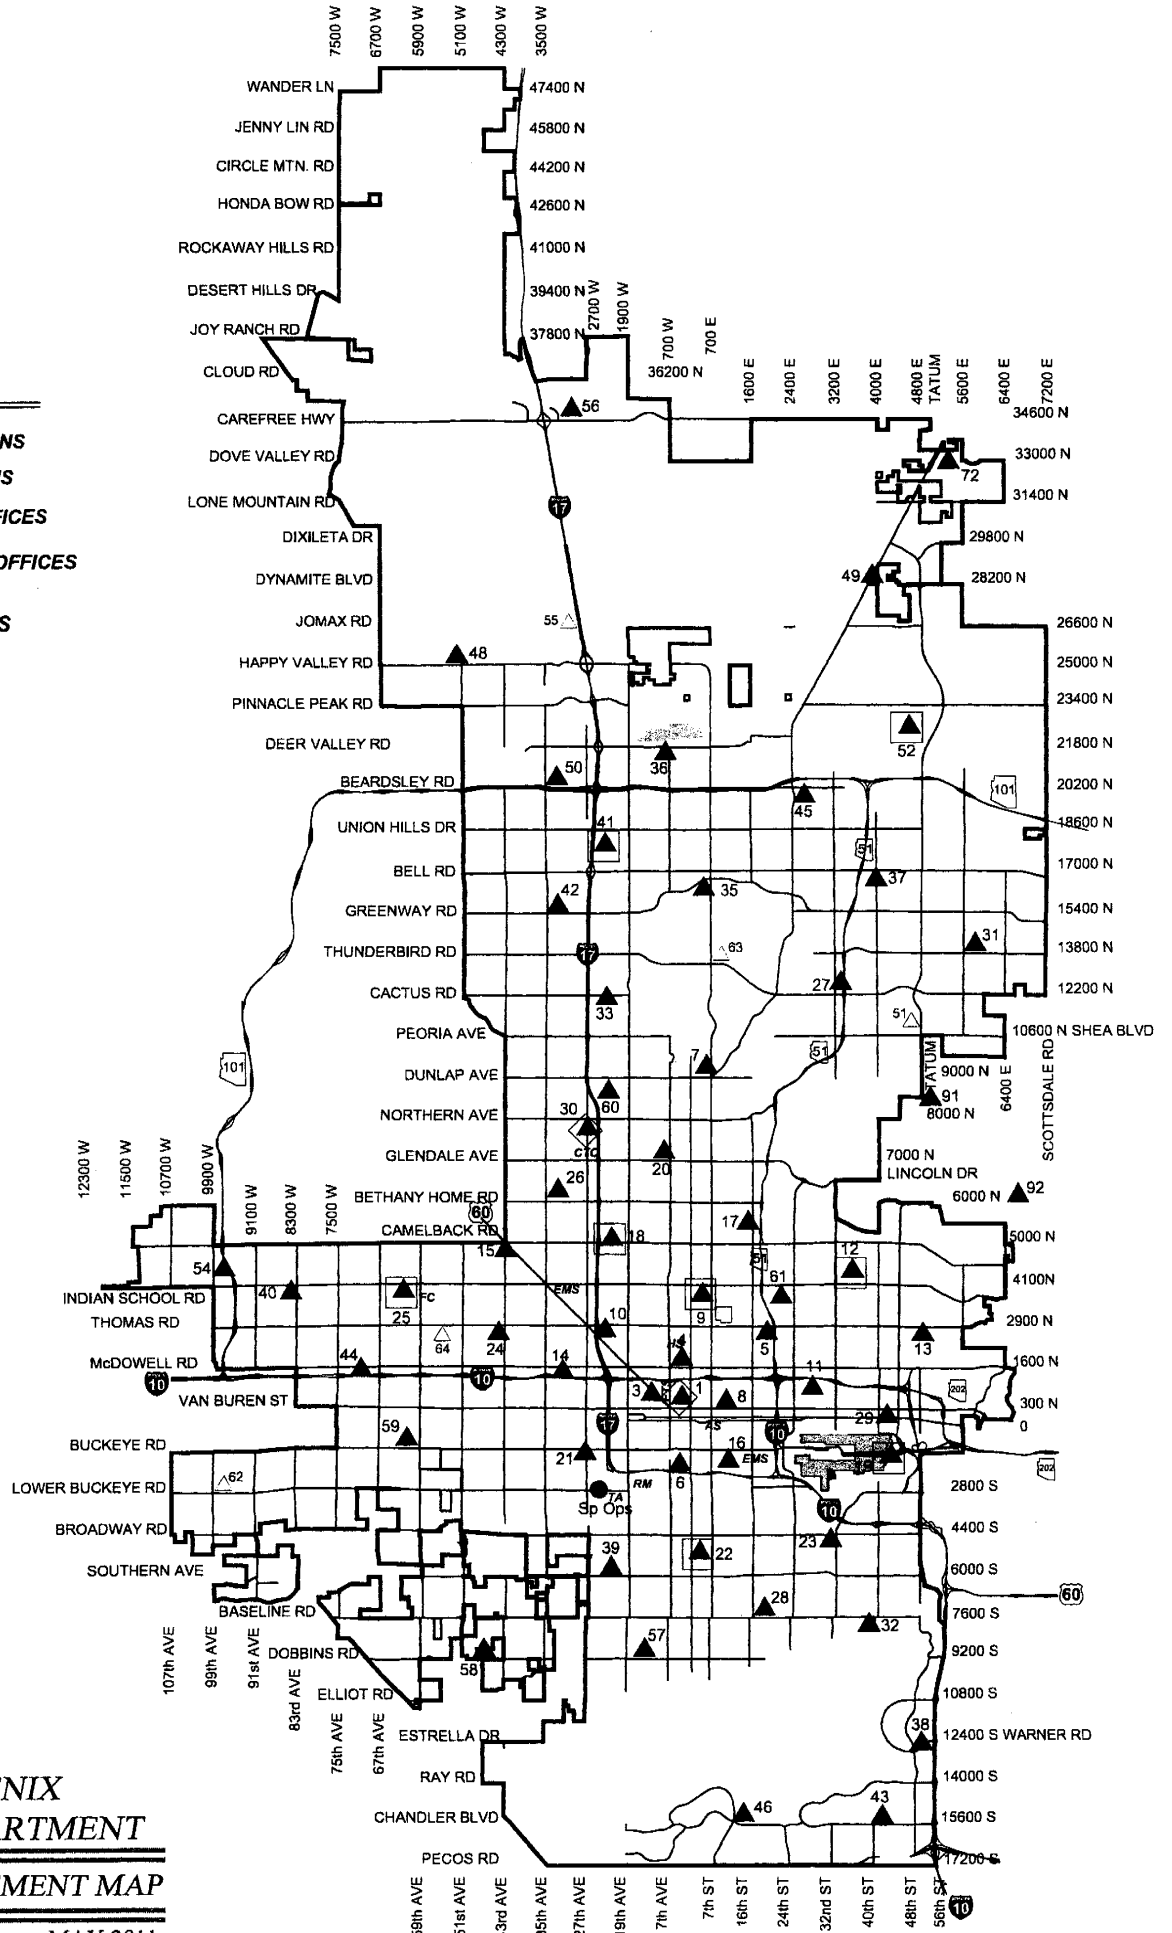 7500 W
6700 W
5900 W
5100 W
4300 W
3500 W
WANDER LN
47400 N
JENNY LIN RD
45800 N
CIRCLE MTN. RD
44200 N
HONDA BOW RD
42600 N
ROCKAWAY HILLS RD
41000 N
DESERT HILLS DR
39400 N
2700 W
1900 W
JOY RANCH RD
37800 N
700 W
700 E
CLOUD RD
36200 N
1600 E
2400 E
3200 E
4000 E
4800 E
TATUM
5600 E
6400 E
7200 E
CAREFREE HWY
56
34600 N
NS
DOVE VALLEY RD
33000 N
72
S
LONE MOUNTAIN RD
17
31400 N
FICES
DIXILETA DR
29800 N
OFFICES
DYNAMITE BLVD
49
28200 N
S
JOMAX RD
55
26600 N
HAPPY VALLEY RD
48
25000 N
PINNACLE PEAK RD
23400 N
DEER VALLEY RD
36
52
21800 N
BEARDSLEY RD
50
45
101
20200 N
UNION HILLS DR
41
51
18600 N
BELL RD
37
17000 N
GREENWAY RD
42
35
15400 N
THUNDERBIRD RD
17
63
31
13800 N
CACTUS RD
33
27
12200 N
PEORIA AVE
51
10600 N SHEA BLVD
101
7
51
DUNLAP AVE
TATUM
9000 N
6400 E
SCOTTSDALE RD
60
91
8000 N
NORTHERN AVE
30
CTC
GLENDALE AVE
20
7000 N
LINCOLN DR
12300 W
11500 W
10700 W
9900 W
9100 W
8300 W
7500 W
BETHANY HOME RD
26
6000 N
92
60
CAMELBACK RD
18
17
5000 N
15
51
12
54
40
25
FC
EMS
9
61
4100N
INDIAN SCHOOL RD
THOMAS RD
64
24
10
5
13
2900 N
McDOWELL RD
44
14
4
11
1600 N
10
10
VAN BUREN ST
3
1
8
202
300 N
29
0
59
17
10
BUCKEYE RD
21
16
EMS
6
202
62
LOWER BUCKEYE RD
RM
TA
Sp Ops
2800 S
10
BROADWAY RD
23
4400 S
SOUTHERN AVE
39
22
6000 S
60
BASELINE RD
28
7600 S
32
DOBBINS RD
58
57
9200 S
107th AVE
99th AVE
91st AVE
83rd AVE
75th AVE
67th AVE
ELLIOT RD
10800 S
ESTRELLA DR
38
12400 S WARNER RD
RAY RD
14000 S
NIX
CHANDLER BLVD
46
43
15600 S
ARTMENT
PECOS RD
17200 S
MENT MAP
59th AVE
51st AVE
43rd AVE
35th AVE
27th AVE
19th AVE
7th AVE
7th ST
16th ST
24th ST
32nd ST
40th ST
48th ST
56th ST
10